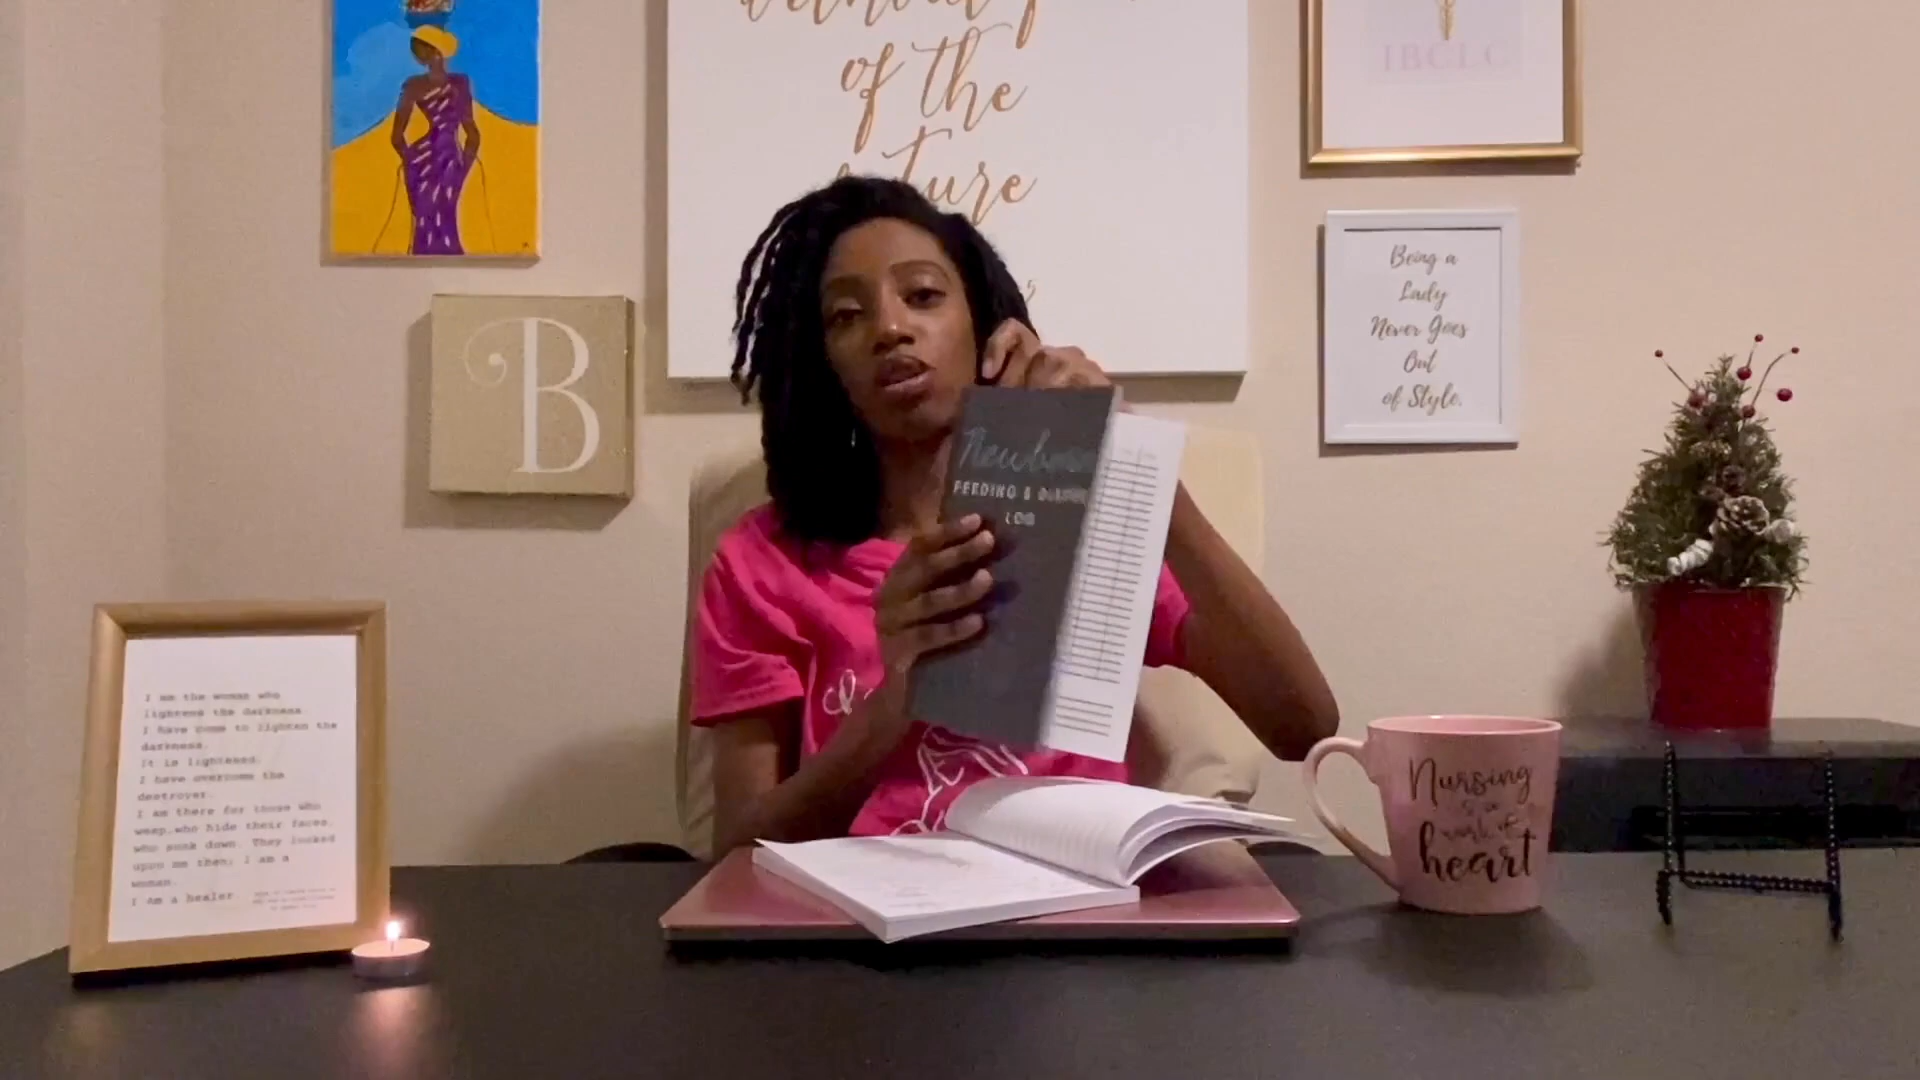 of the
IBCLC
B
Being a
Lady
Never Goes
Out
of Style.
Newborn
FEEDING &
LOG
I am the woman who
lightens the darkness.
I have come to lighten the
darkness.
It is lightened.
I have overcome the
destroyer.
I am there for those who
weep, who hide their faces,
who sunk down. They looked
upon me then; I am a
woman.
I am a healer.
Nursing
is a
work of
heart